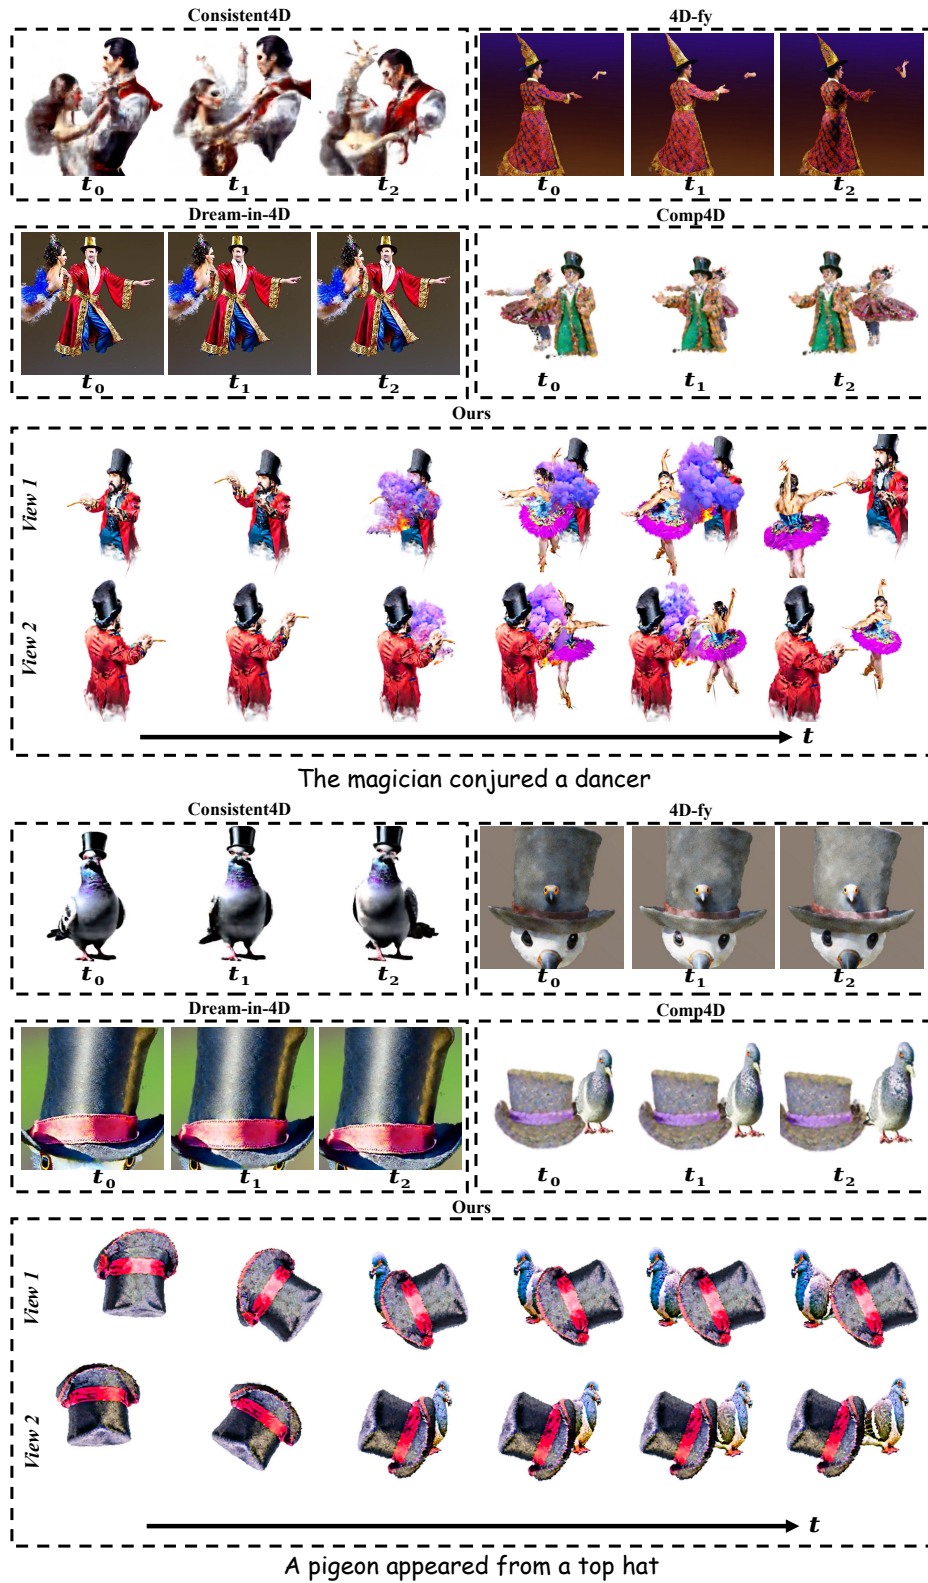 Consistent4D
4D-fy
t0 t1 t2
t0 t1 t2
Dream-in-4D
Comp4D
t0 t1 t2
t0 t1 t2
Ours
View 1
View 2
t
The magician conjured a dancer
Consistent4D
4D-fy
t0 t1 t2
t0 t1 t2
Dream-in-4D
Comp4D
t0 t1 t2
t0 t1 t2
Ours
View 1
View 2
t
A pigeon appeared from a top hat